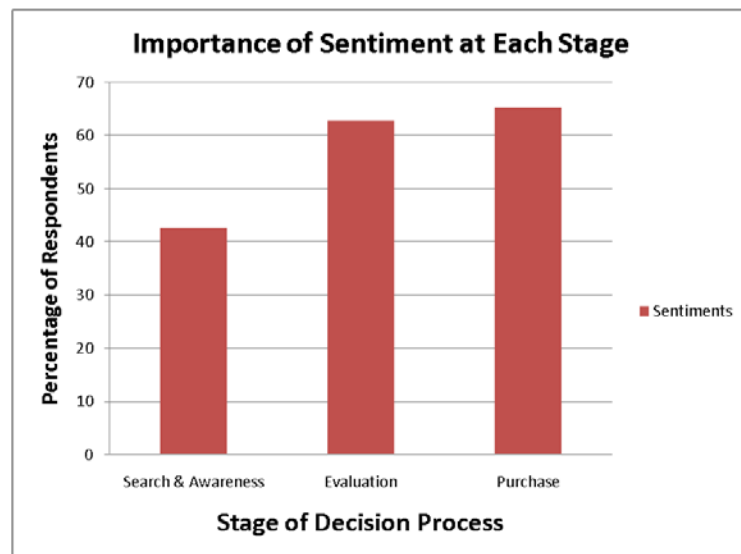 Importance of Sentiment at Each Stage
70
60
50
40
30
20
10
0
Percentage of Respondents
Sentiments
Search & Awareness
Evaluation
Purchase
Stage of Decision Process